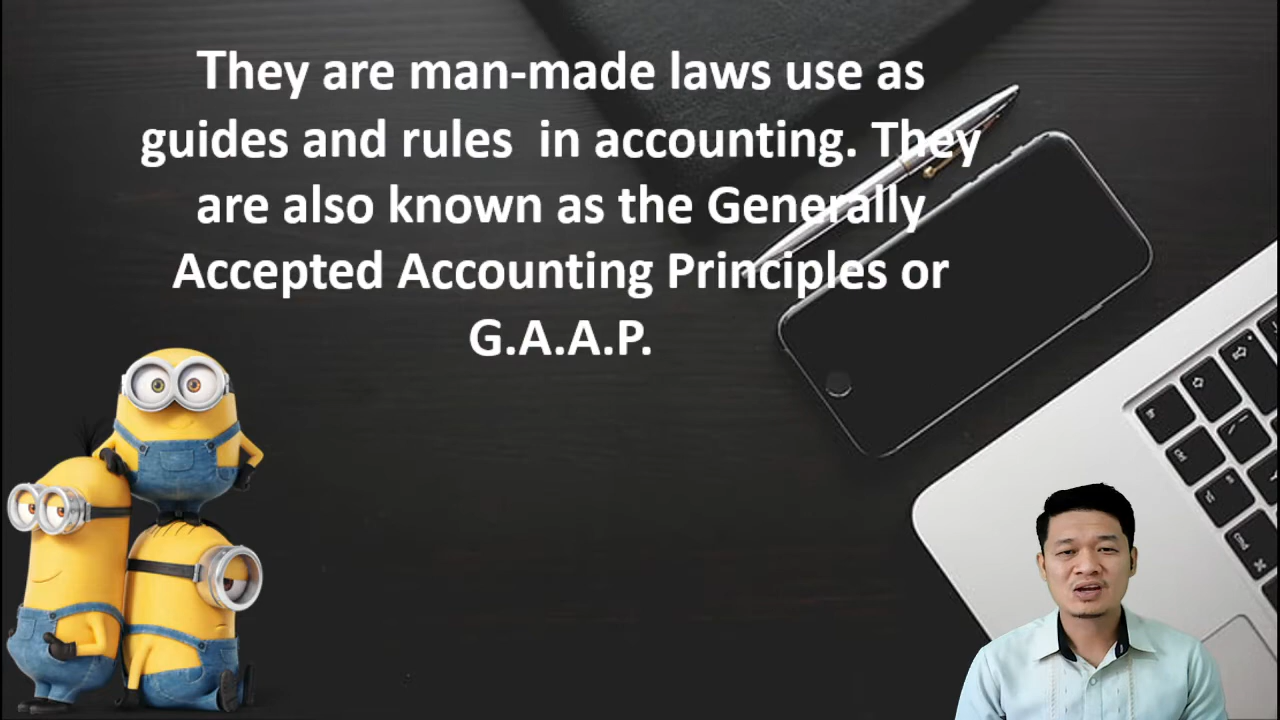 They are man-made laws use as
guides and rules  in accounting. They
are also known as the Generally
Accepted Accounting Principles or
G.A.A.P.